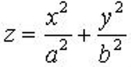 z = x²/a² + y²/b²